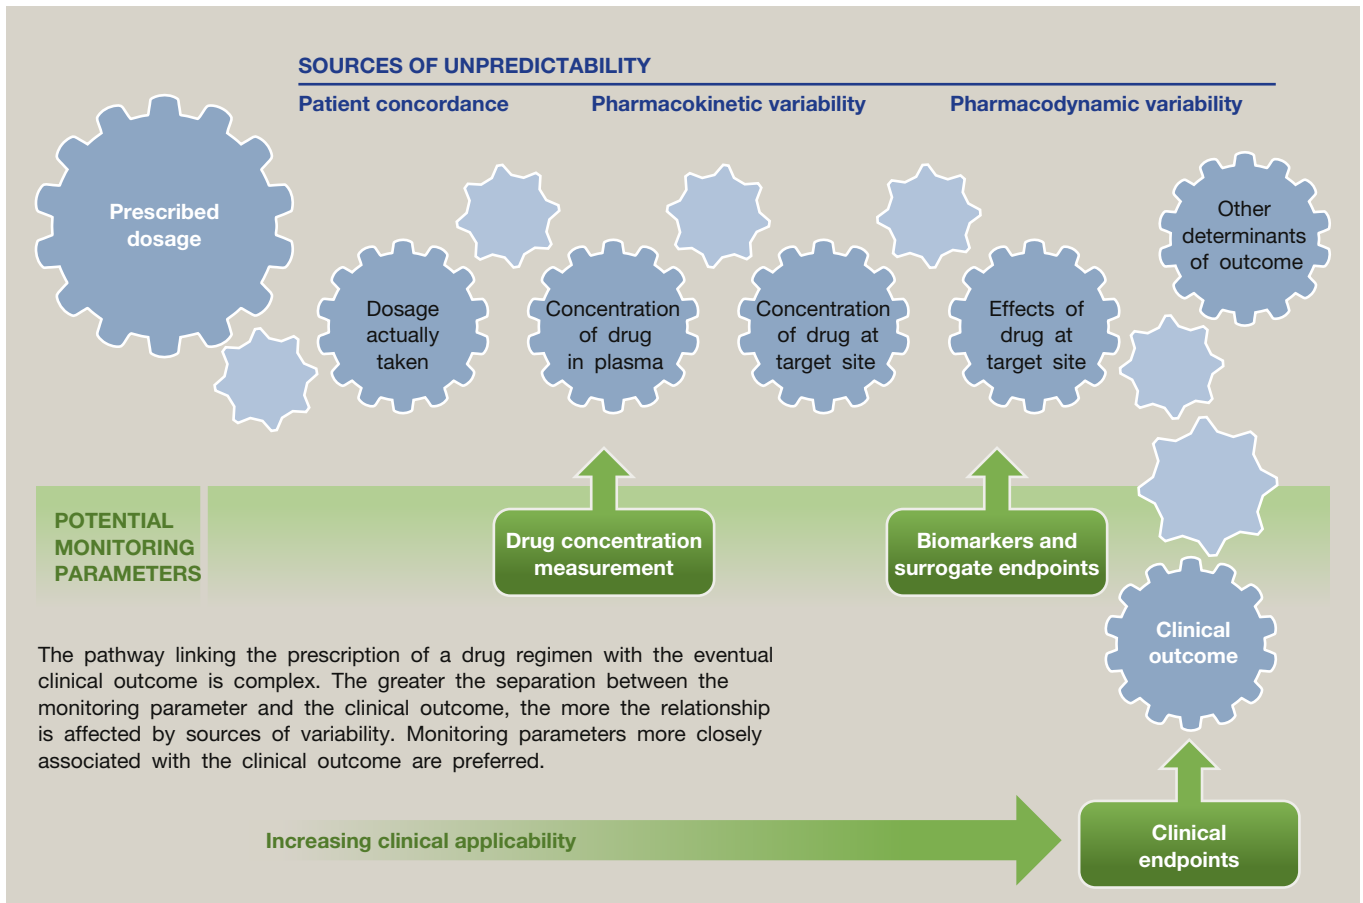 SOURCES OF UNPREDICTABILITY
Patient concordance
Pharmacokinetic variability
Pharmacodynamic variability
Prescribed
dosage
Dosage
actually
taken
Concentration
of drug
in plasma
Concentration
of drug at
target site
Effects of
drug at
target site
Other
determinants
of outcome
POTENTIAL
MONITORING
PARAMETERS
Drug concentration
measurement
Biomarkers and
surrogate endpoints
Clinical
outcome
The pathway linking the prescription of a drug regimen with the eventual
clinical outcome is complex. The greater the separation between the
monitoring parameter and the clinical outcome, the more the relationship
is affected by sources of variability. Monitoring parameters more closely
associated with the clinical outcome are preferred.
Increasing clinical applicability
Clinical
endpoints